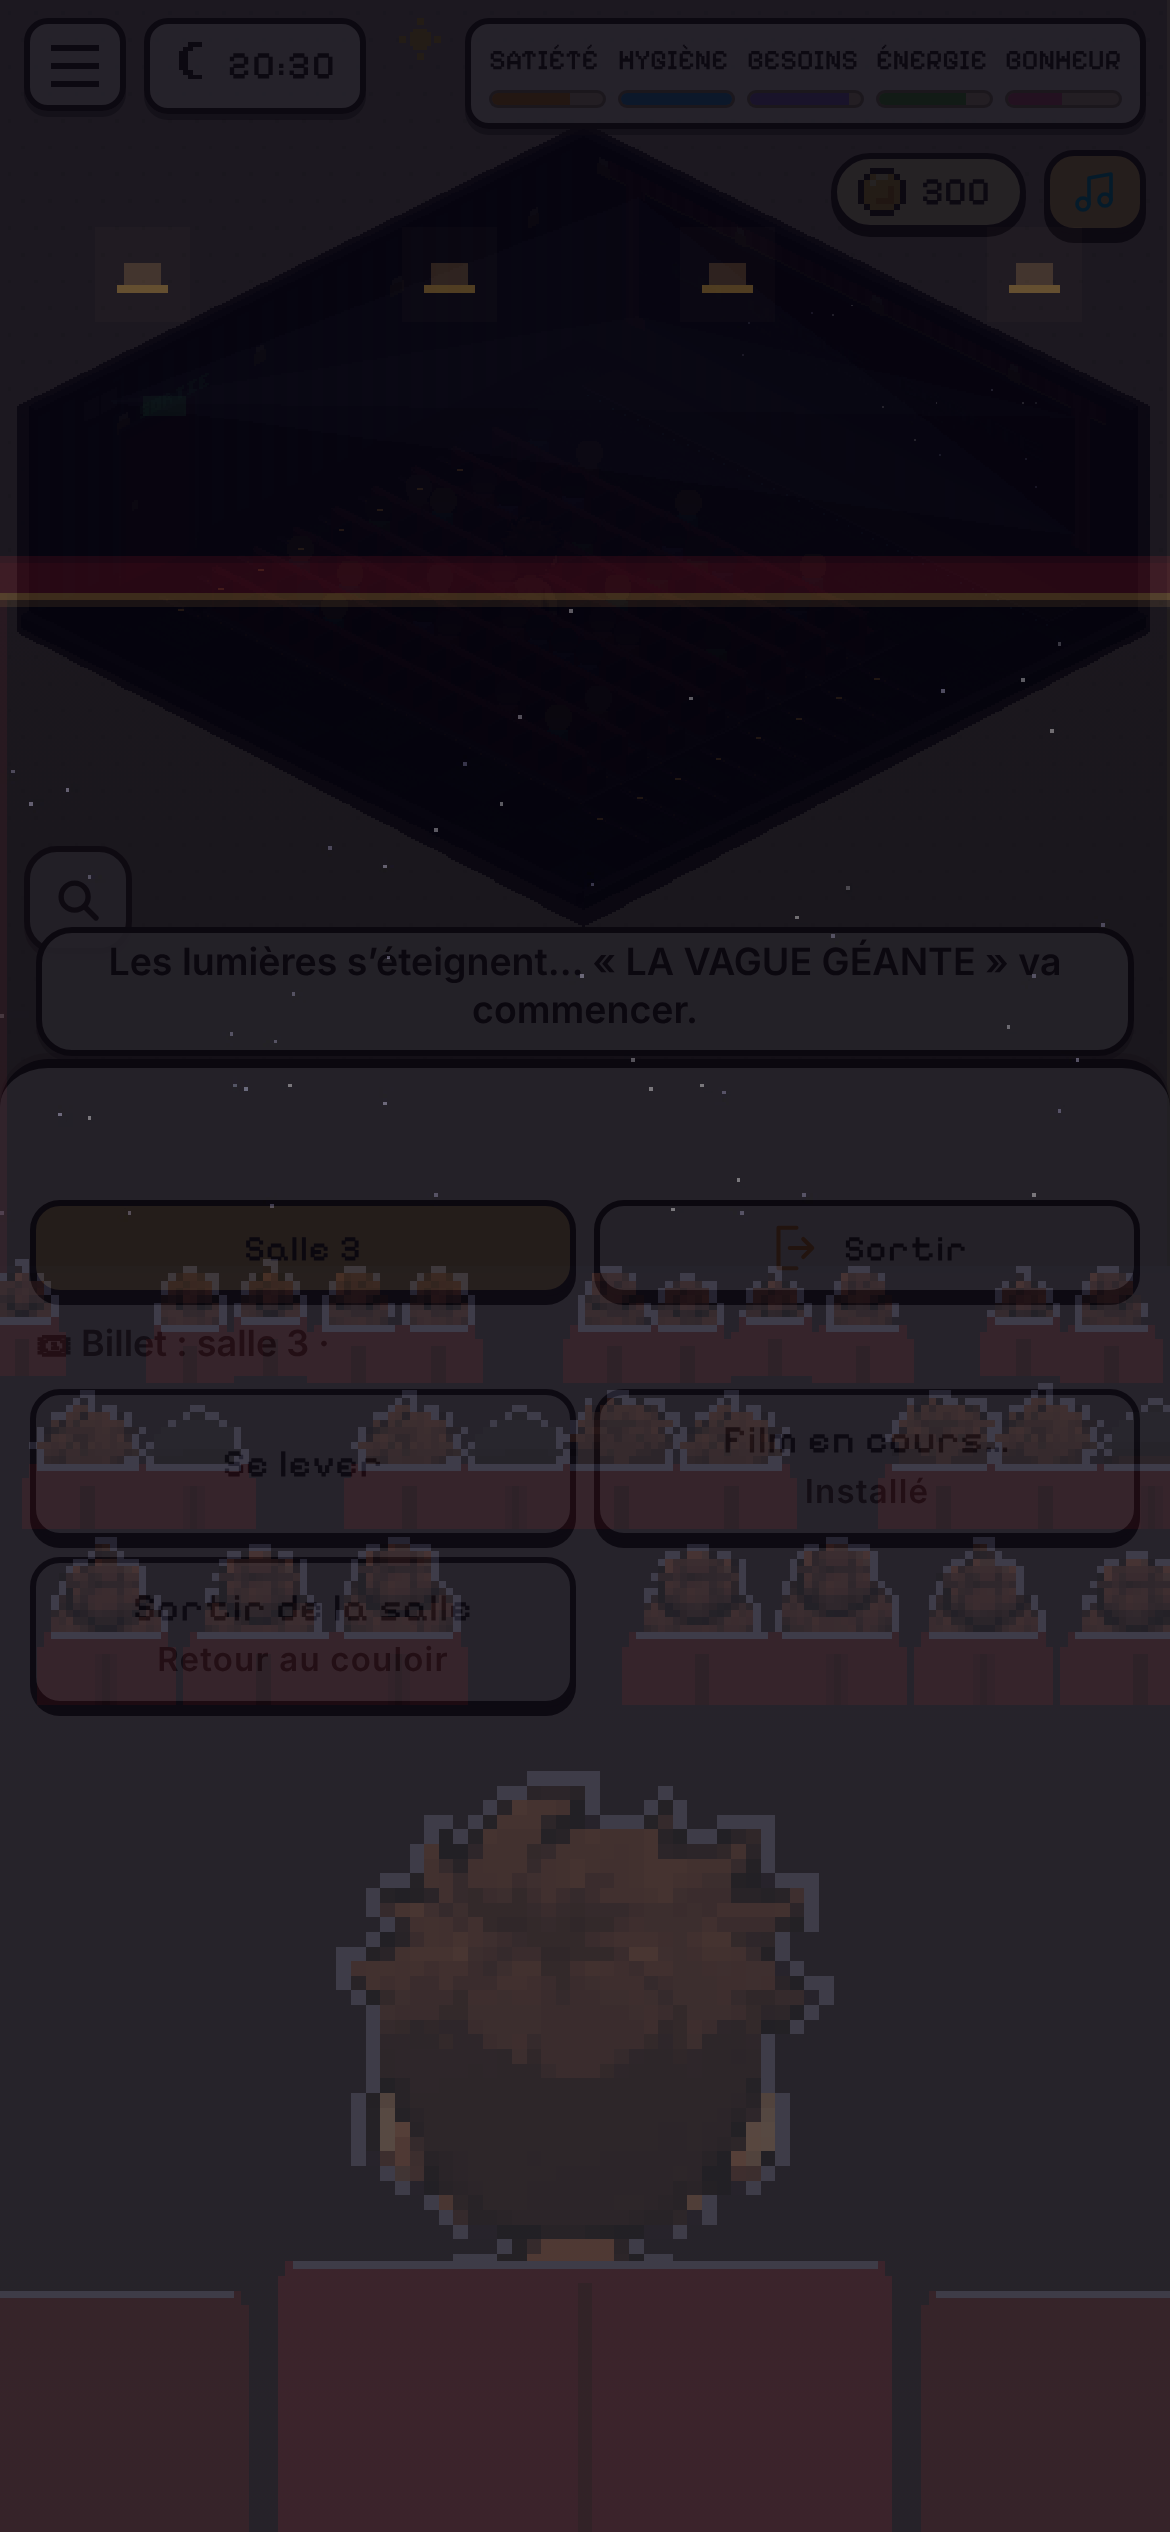 20:30
SATIÉTÉ HYGIÈNE BESOINS ÉNERGIE BONHEUR
300
Les lumières s’éteignent… « LA VAGUE GÉANTE » va
commencer.
Salle 3
Sortir
🎟 Billet : salle 3 ·
Se lever
Film en cours…
Installé
Sortir de la salle
Retour au couloir